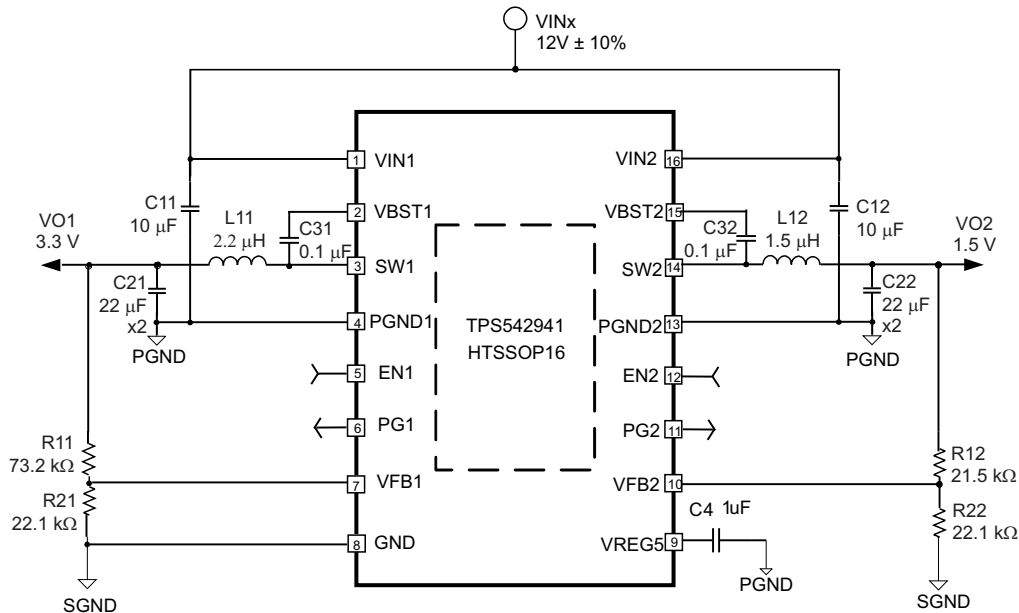 VINx
12V ± 10%
1
VIN1
VIN2
16
C11
10 μF
2
VBST1
VBST2
15
C12
10 μF
VO1
3.3 V
L11
2.2 μH
C31
0.1 μF
C32
0.1 μF
L12
1.5 μH
VO2
1.5 V
3
SW1
SW2
14
C21
22 μF
x2
C22
22 μF
x2
4
PGND1
PGND2
13
PGND
PGND
TPS542941
HTSSOP16
5
EN1
EN2
12
6
PG1
PG2
11
R11
73.2 kΩ
R12
21.5 kΩ
7
VFB1
VFB2
10
R21
22.1 kΩ
R22
22.1 kΩ
C4 1uF
8
GND
VREG5
9
PGND
SGND
SGND